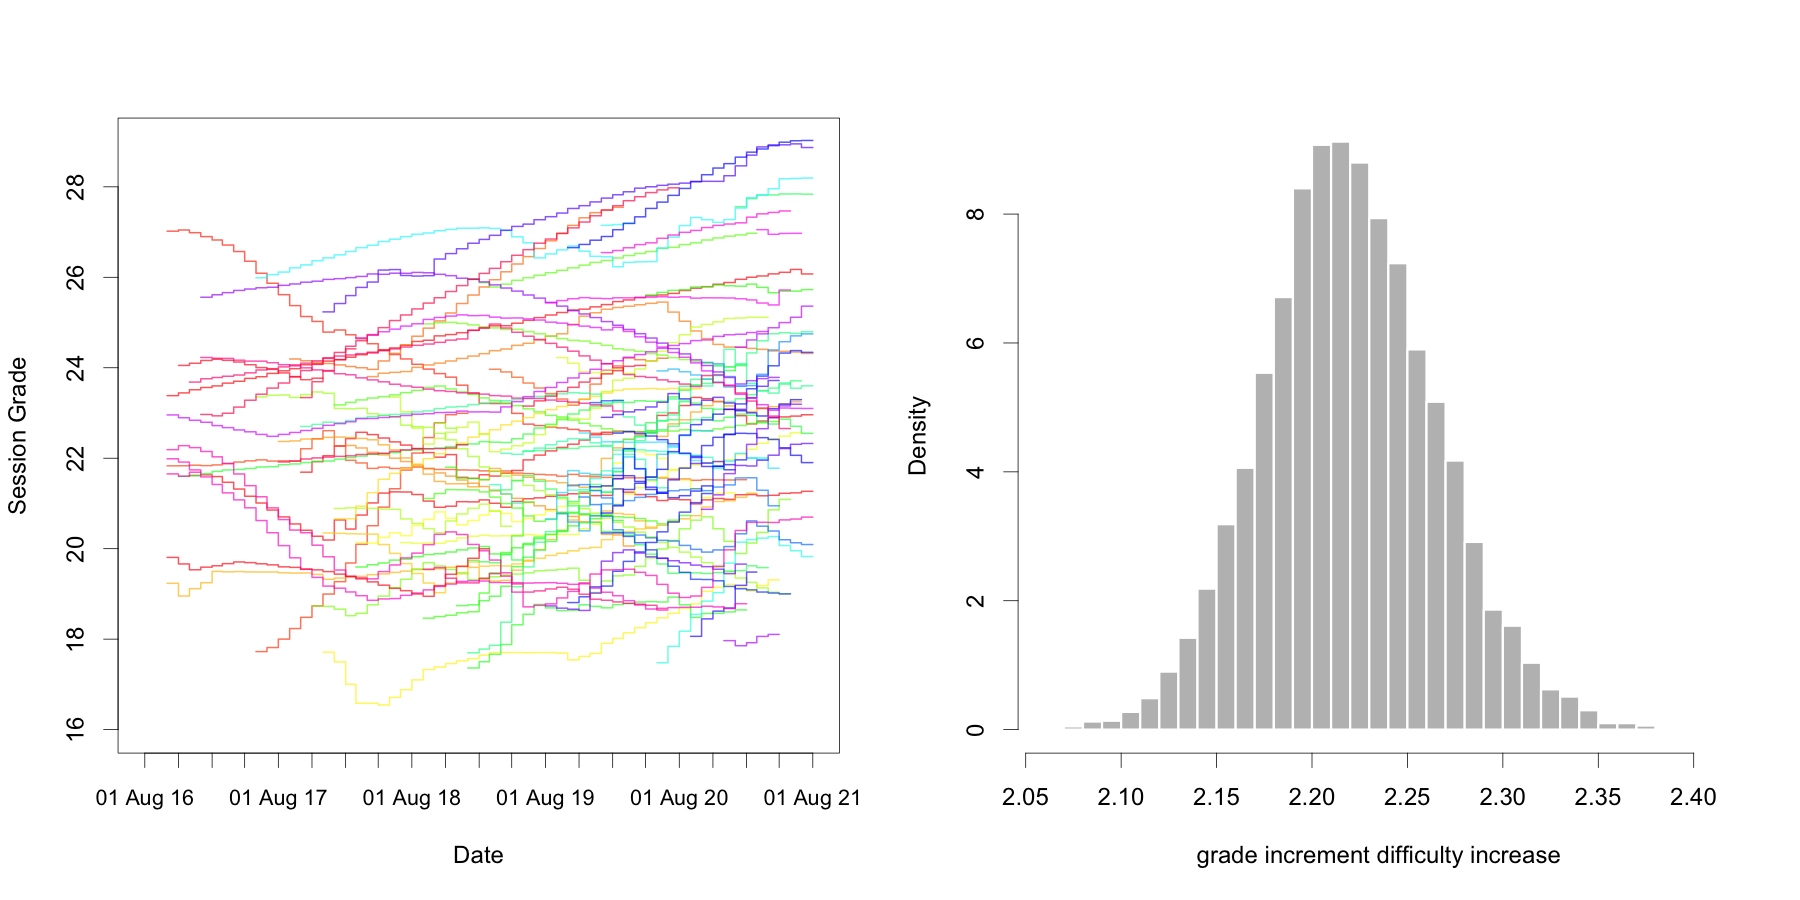 Session Grade
28
26
24
22
20
18
16
01 Aug 16 01 Aug 17 01 Aug 18 01 Aug 19 01 Aug 20 01 Aug 21
Date
Density
8
6
4
2
0
2.05 2.10 2.15 2.20 2.25 2.30 2.35 2.40
grade increment difficulty increase